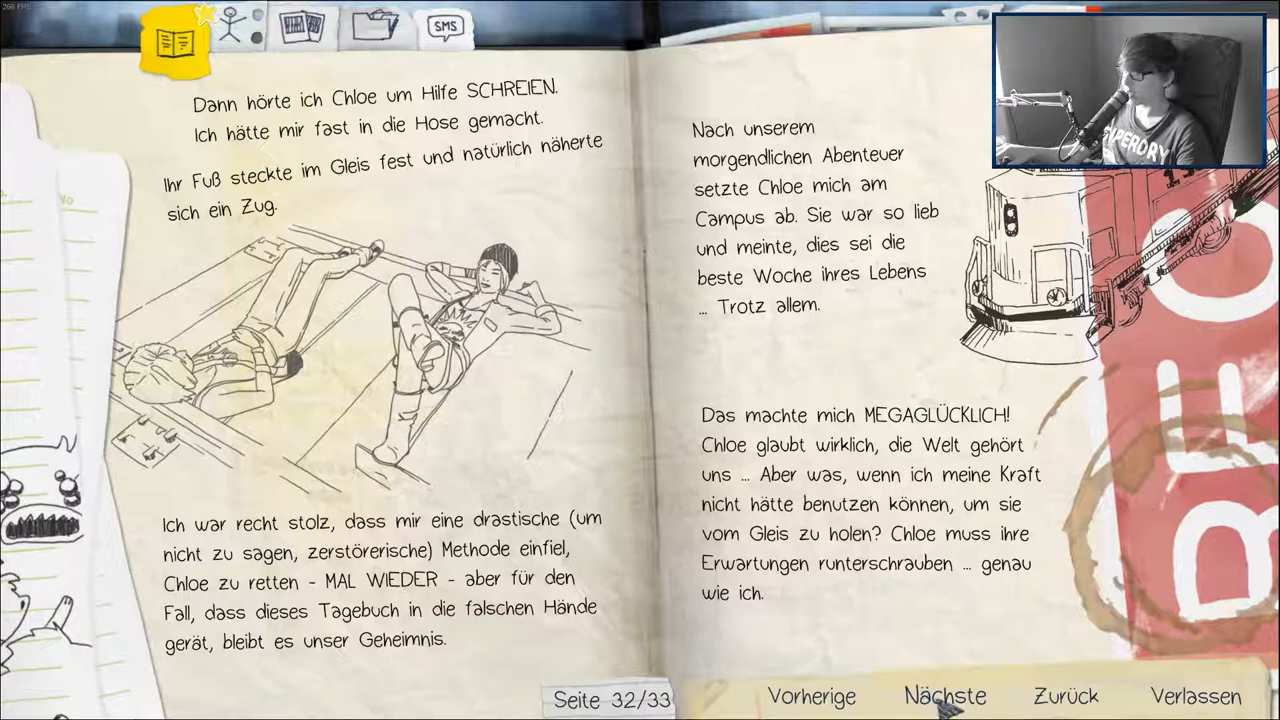 266 FPS
SMS
Dann hörte ich Chloe um Hilfe SCHREIEN.
Ich hätte mir fast in die Hose gemacht.
Ihr Fuß steckte im Gleis fest und natürlich näherte
sich ein Zug.
Ich war recht stolz, dass mir eine drastische (um
nicht zu sagen, zerstörerische) Methode einfiel,
Chloe zu retten - MAL WIEDER - aber für den
Fall, dass dieses Tagebuch in die falschen Hände
gerät, bleibt es unser Geheimnis.
Nach unserem
morgendlichen Abenteuer
setzte Chloe mich am
Campus ab. Sie war so lieb
und meinte, dies sei die
beste Woche ihres Lebens
... Trotz allem.
Das machte mich MEGAGLÜCKLICH!
Chloe glaubt wirklich, die Welt gehört
uns ... Aber was, wenn ich meine Kraft
nicht hätte benutzen können, um sie
vom Gleis zu holen? Chloe muss ihre
Erwartungen runterschrauben ... genau
wie ich.
SUPERDRY
Seite 32/33
Vorherige
Nächste
Zurück
Verlassen